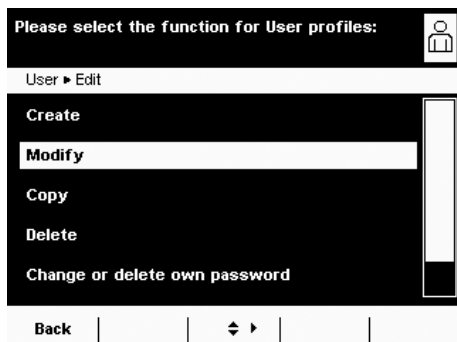 Please select the function for User profiles:
User ▸ Edit
Create
Modify
Copy
Delete
Change or delete own password
Back